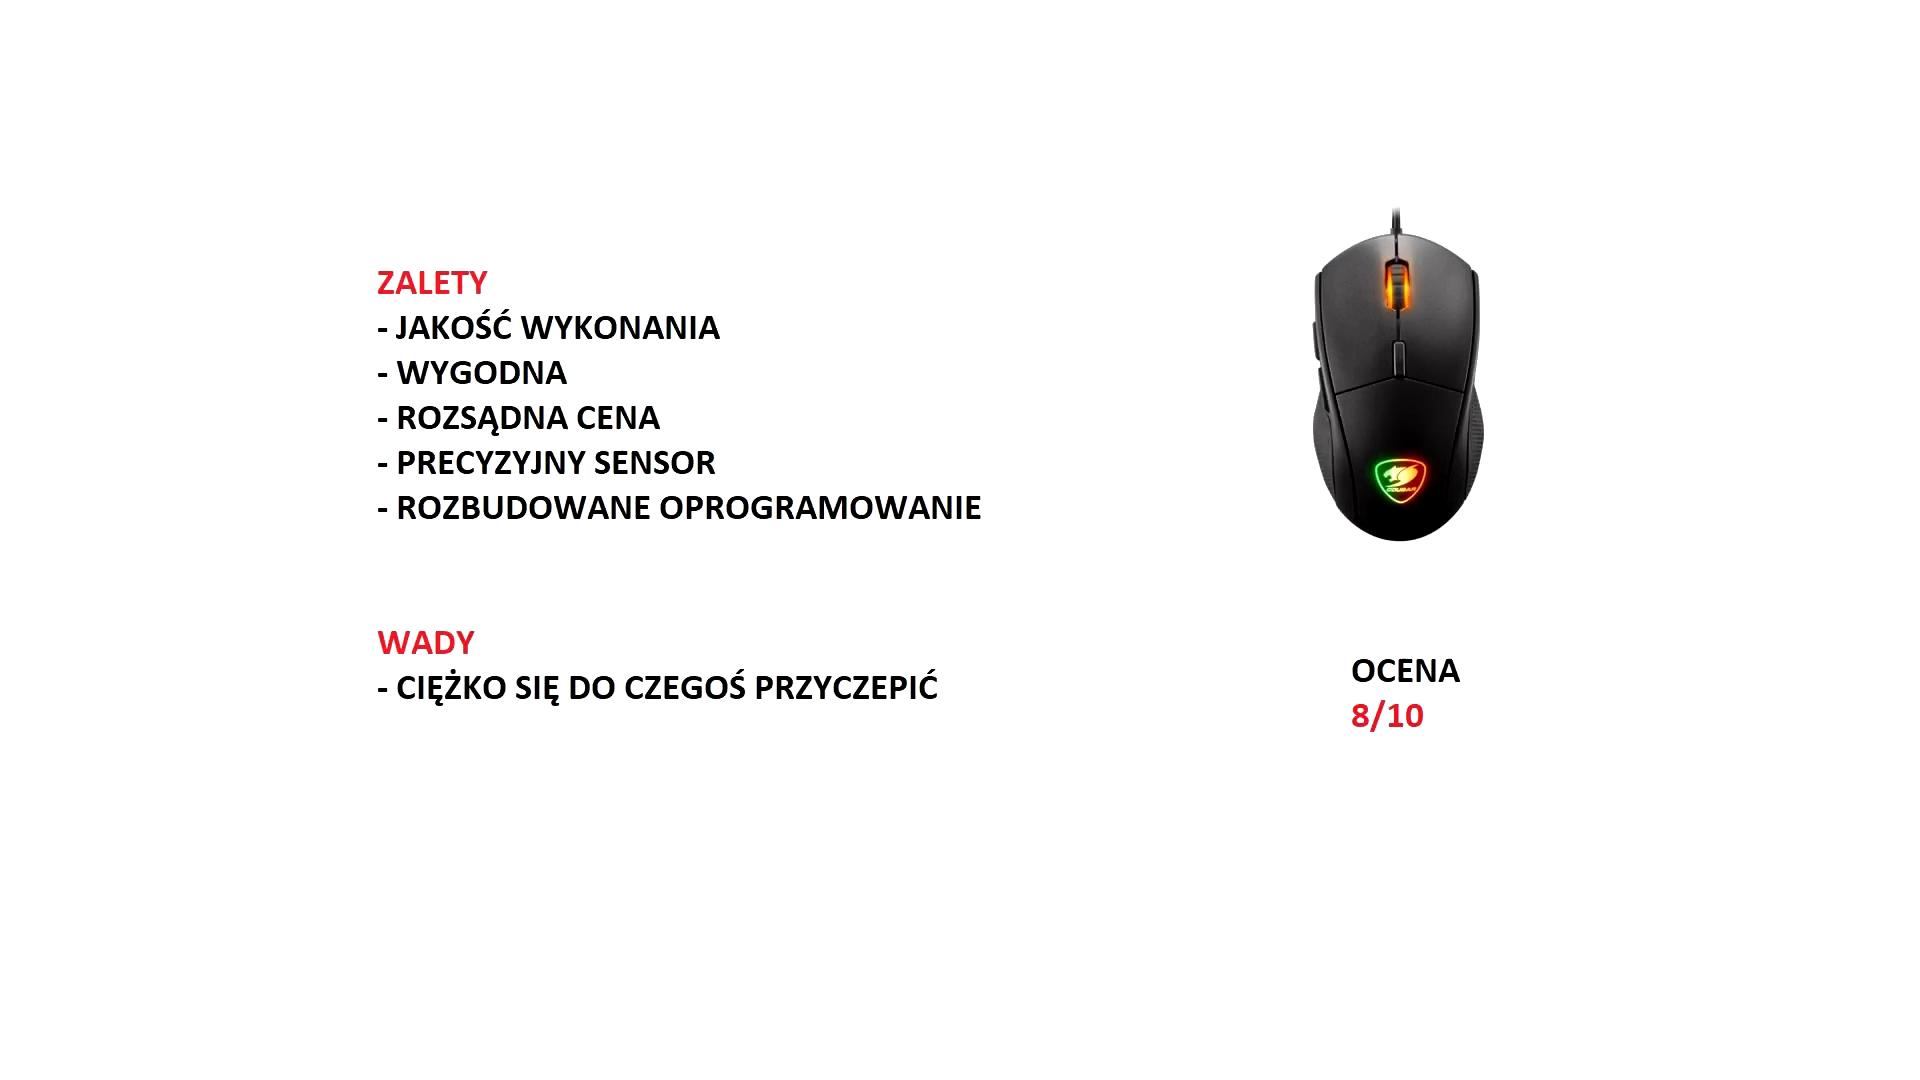 ZALETY
- JAKOŚĆ WYKONANIA
- WYGODNA
- ROZSĄDNA CENA
- PRECYZYJNY SENSOR
- ROZBUDOWANE OPROGRAMOWANIE
WADY
- CIĘŻKO SIĘ DO CZEGOŚ PRZYCZEPIĆ
COUGAR
OCENA
8/10